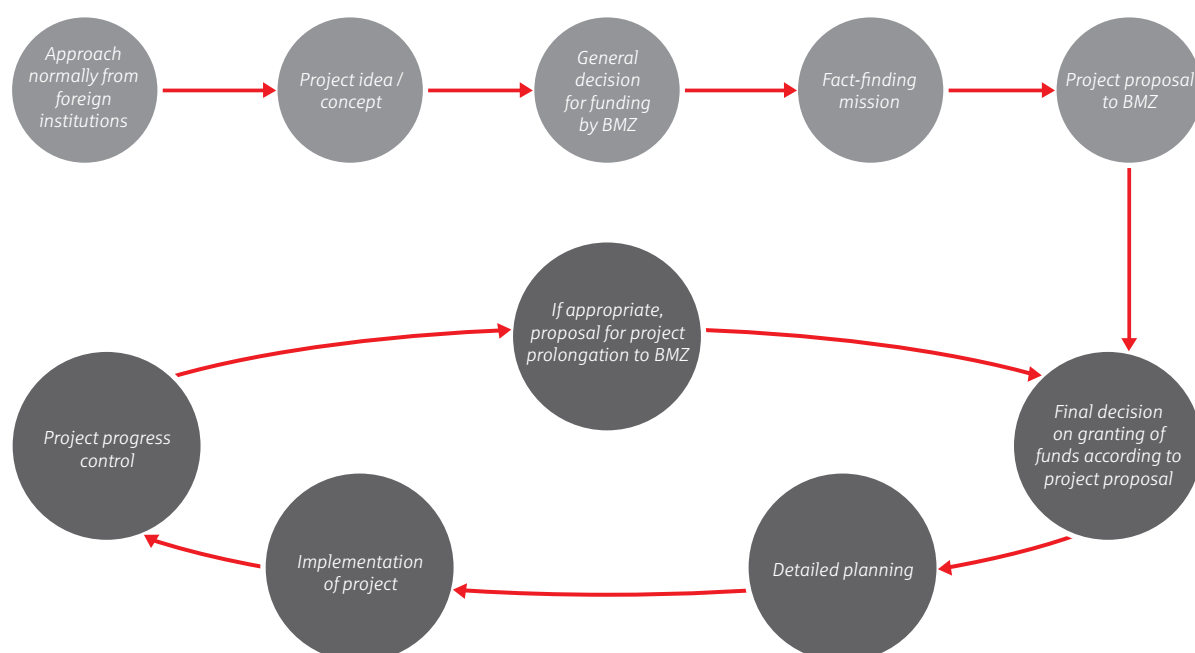 Approach
normally from
foreign
institutions
Project idea /
concept
General
decision
for funding
by BMZ
Fact-finding
mission
Project proposal
to BMZ
If appropriate,
proposal for project
prolongation to BMZ
Final decision
on granting of
funds according to
project proposal
Project progress
control
Implementation
of project
Detailed planning